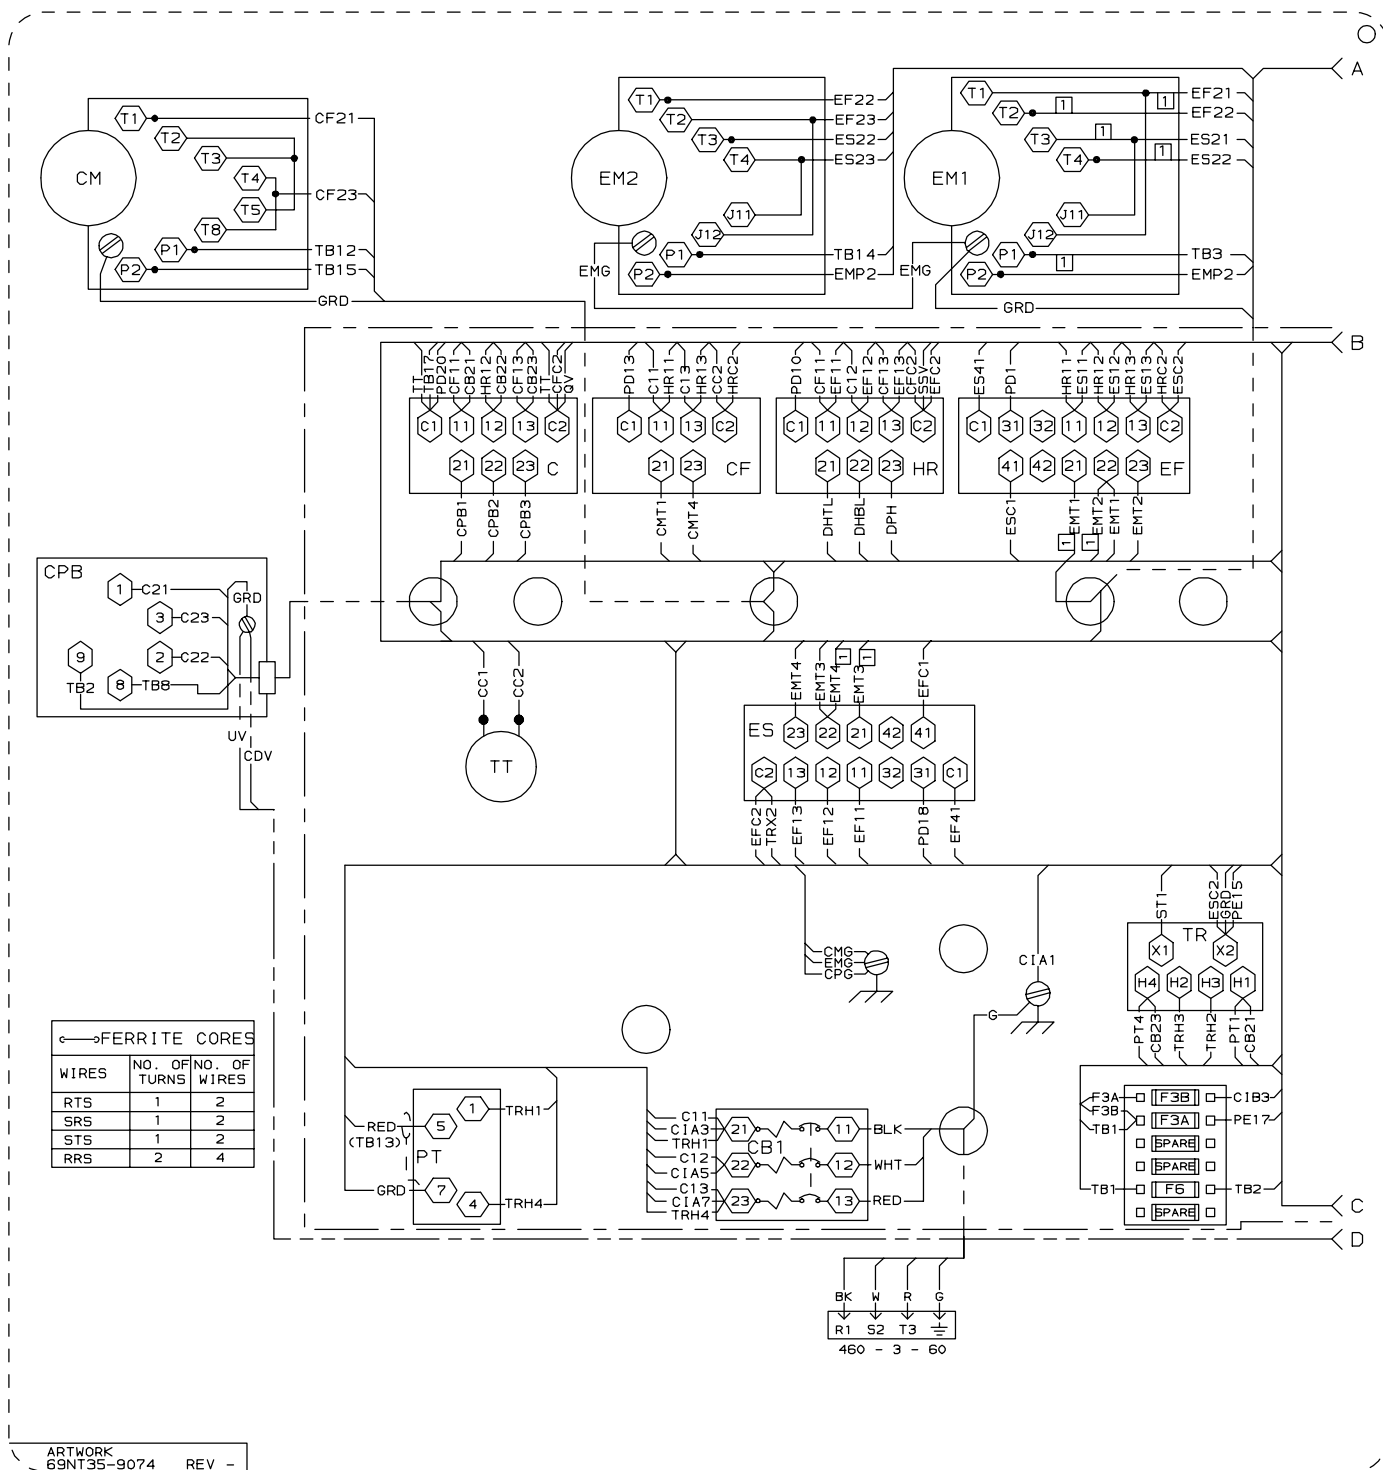 A
CM
T1
T2
T3
T4
T5
T8
P1
P2
CF21
CF23
TB12
TB15
GRD
EM2
T1
T2
T3
T4
J11
J12
P1
P2
EMG
EF22
EF23
ES22
ES23
TB14
EMP2
EMG
EM1
T1
T2
T3
T4
J11
J12
P1
P2
1
1
1
1
1
EF21
EF22
ES21
ES22
TB3
EMP2
GRD
B
TT
TB17
PD20
CF11
CB21
HR12
CB22
CF13
CB23
TT
CFC2
QV
C1
11
12
13
C2
21
22
23
C
CPB1
CPB2
CPB3
PD13
C11
HR11
C13
HR13
CC2
HRC2
C1
11
13
C2
21
23
CF
CMT1
CMT4
PD10
CF11
EF11
C12
EF12
CF13
EF13
CFC2
SSV
EFC2
C1
11
12
13
C2
21
22
23
HR
DHTL
DHBL
DPH
ES41
PD1
HR11
ES11
HR12
ES12
HR13
ES13
HRC2
ESC2
C1
31
32
11
12
13
C2
41
42
21
22
23
EF
ESC1
EMT1
EMT2
EMT1
EMT2
1
1
CPB
1
C21
3
C23
2
C22
9
TB2
8
TB8
GRD
UV
CDV
CC1
CC2
TT
EMT4
EMT3
EMT4
EMT3
EFC1
1
1
ES
23
22
21
42
41
C2
13
12
11
32
31
C1
EFC2
TRX2
EF13
EF12
EF11
PD18
EF41
CMG
EMG
CPG
CIA1
G
ST1
ESC2
GRD
PE15
TR
X1
X2
H4
H2
H3
H1
PT4
CB23
TRH3
TRH2
PT1
CB21
FERRITE CORES
WIRES NO. OF TURNS NO. OF WIRES
RTS 1 2
SRS 1 2
STS 1 2
RRS 2 4
RED
(TB13)
GRD
PT
1
5
7
4
TRH1
TRH4
C11
CIA3
TRH1
C12
CIA5
C13
CIA7
TRH4
CB1
21
22
23
11
12
13
BLK
WHT
RED
F3A
F3B
TB1
TB1
F3B
F3A
SPARE
SPARE
F6
SPARE
CIB3
PE17
TB2
C
D
BK W R G
R1 S2 T3
460 - 3 - 60
ARTWORK
69NT35-9074 REV -